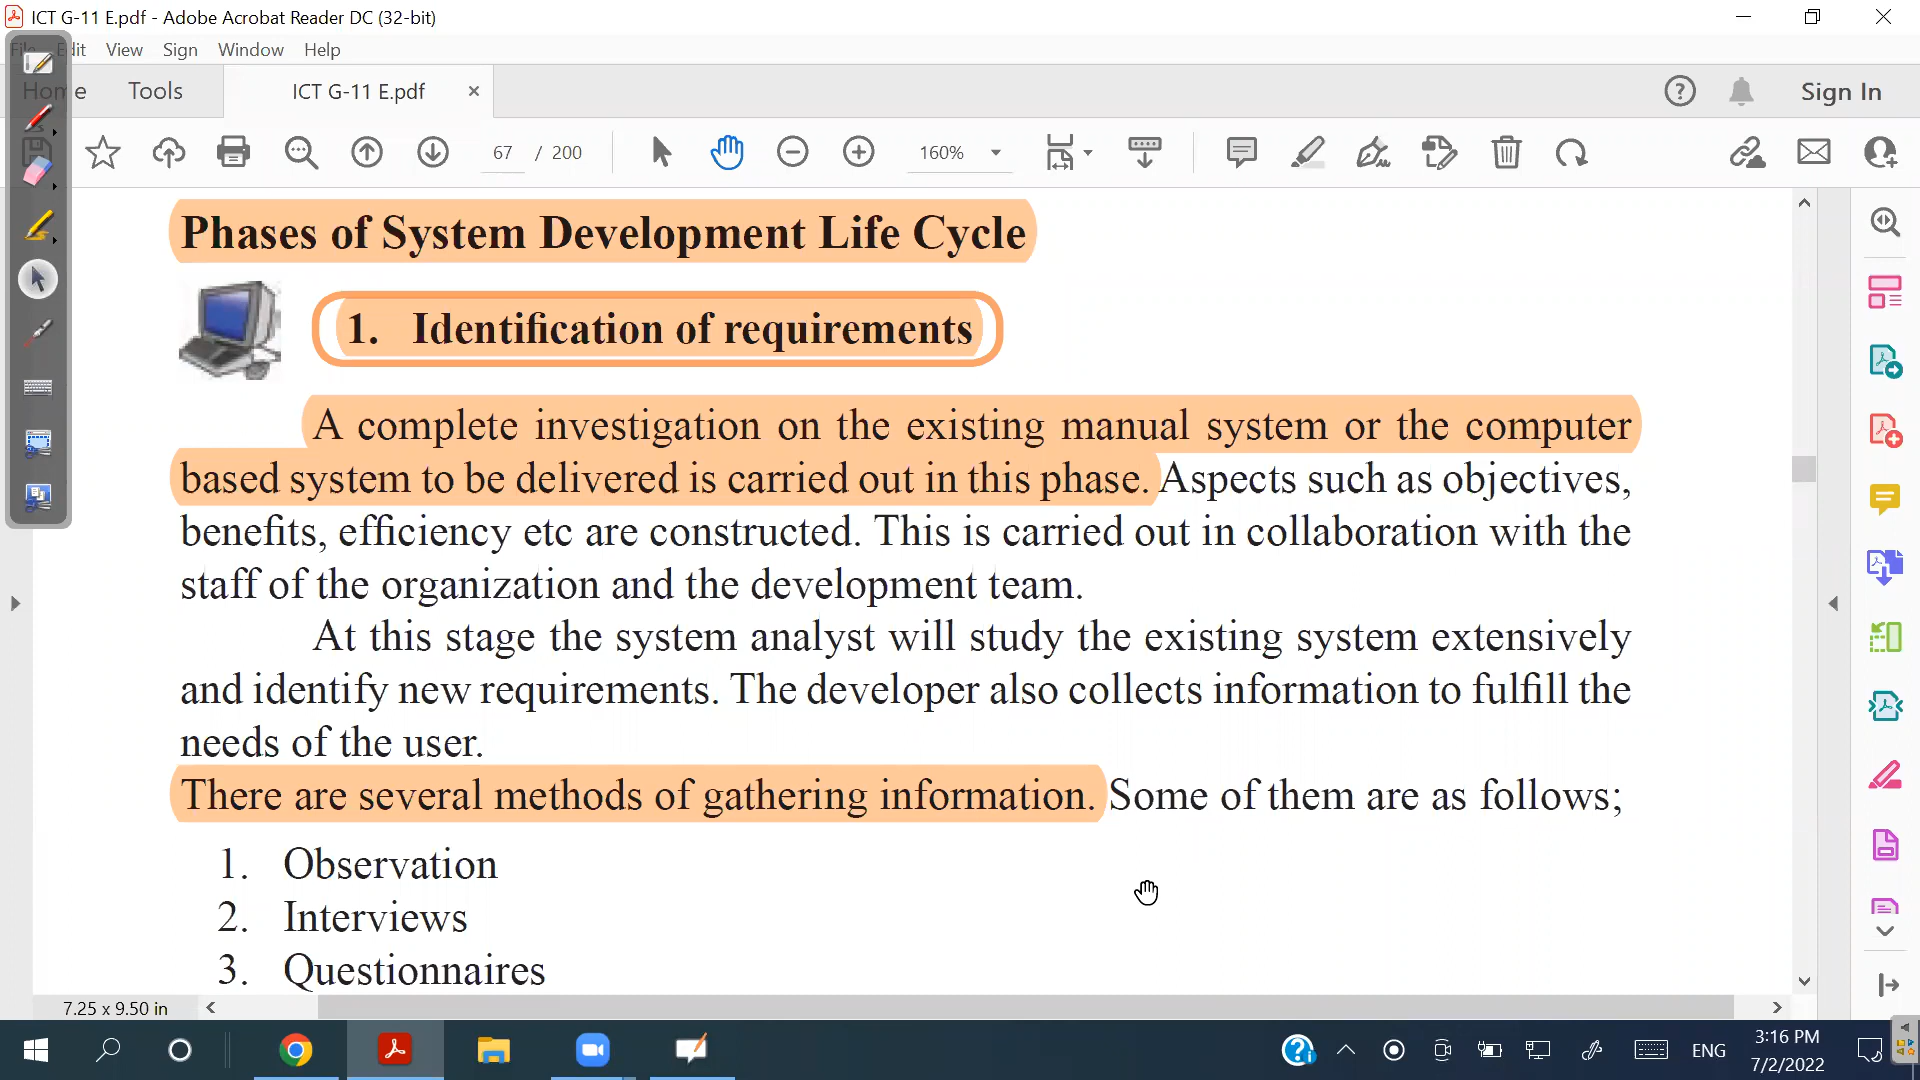 ICT G-11 E.pdf - Adobe Acrobat Reader DC (32-bit)
File Edit View Sign Window Help
Home Tools ICT G-11 E.pdf × Sign In
67 / 200 160%
Phases of System Development Life Cycle
1. Identification of requirements
A complete investigation on the existing manual system or the computer
based system to be delivered is carried out in this phase. Aspects such as objectives,
benefits, efficiency etc are constructed. This is carried out in collaboration with the
staff of the organization and the development team.
At this stage the system analyst will study the existing system extensively
and identify new requirements. The developer also collects information to fulfill the
needs of the user.
There are several methods of gathering information. Some of them are as follows;
1. Observation
2. Interviews
3. Questionnaires
7.25 x 9.50 in
ENG
3:16 PM
7/2/2022